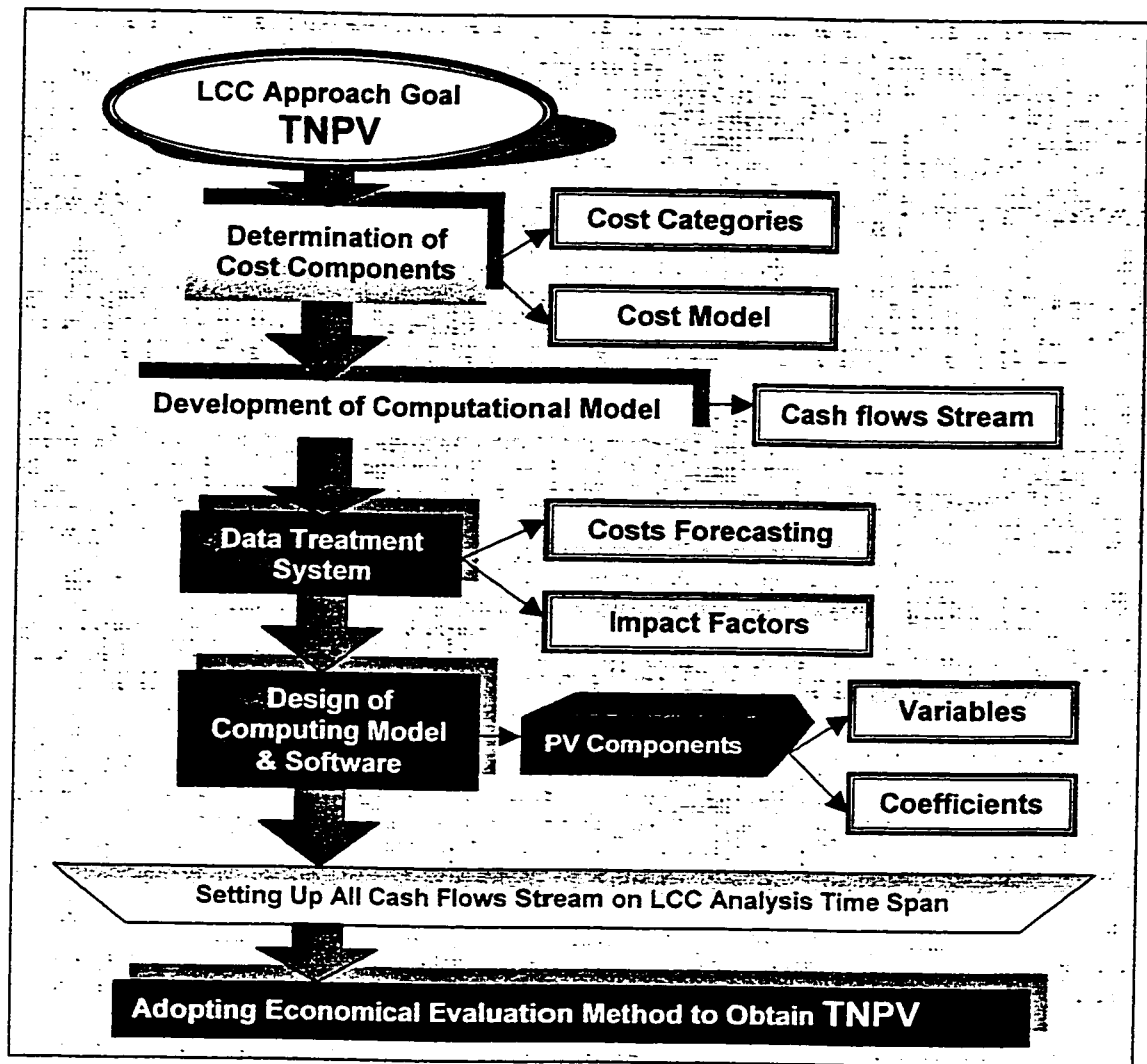 LCC Approach Goal
TNPV
Determination of
Cost Components
Cost Categories
Cost Model
Development of Computational Model
Cash flows Stream
Data Treatment
System
Costs Forecasting
Impact Factors
Design of
Computing Model
& Software
PV Components
Variables
Coefficients
Setting Up All Cash Flows Stream on LCC Analysis Time Span
Adopting Economical Evaluation Method to Obtain TNPV